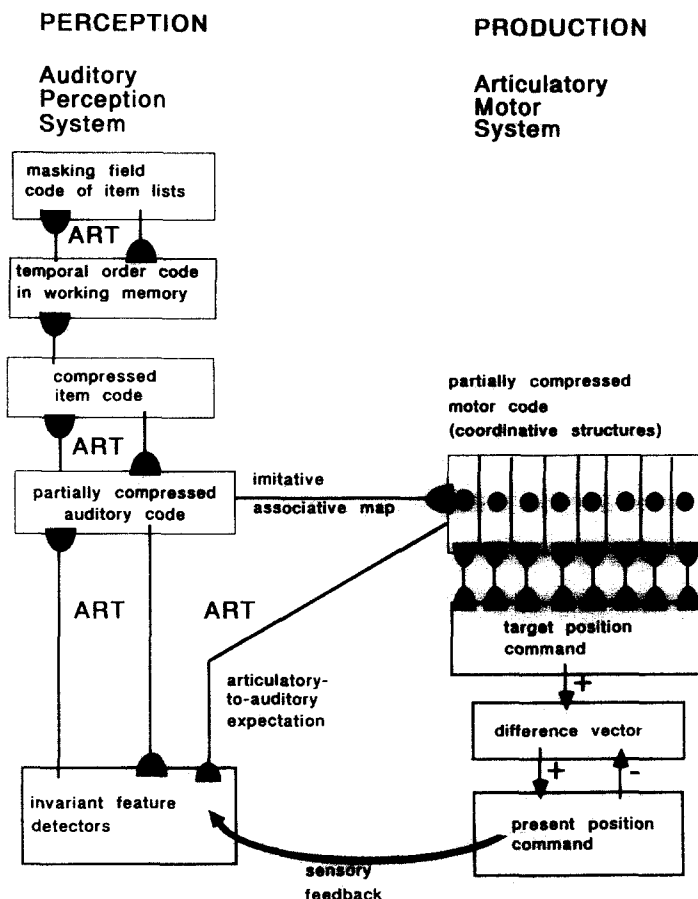 PERCEPTION
Auditory
Perception
System
masking field
code of item lists
ART
temporal order code
in working memory
compressed
item code
ART
partially compressed
auditory code
ART
ART
imitative
associative map
articulatory-
to-auditory
expectation
invariant feature
detectors
sensory
feedback
PRODUCTION
Articulatory
Motor
System
partially compressed
motor code
(coordinative structures)
target position
command
+
difference vector
+
-
present position
command